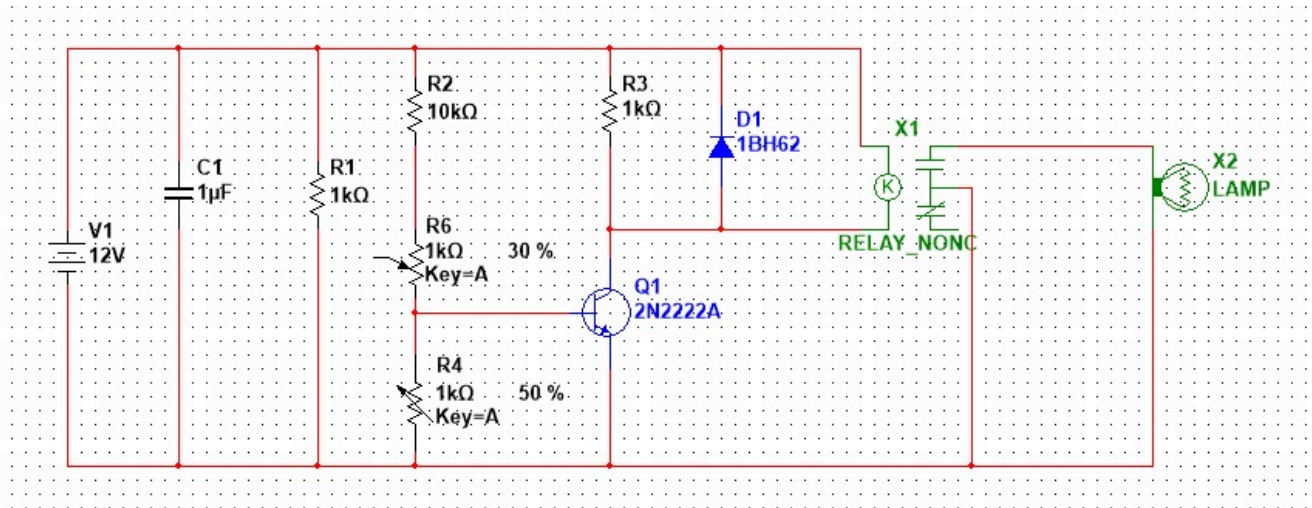 V1
12V
C1
1µF
R1
1kΩ
R2
10kΩ
R6
1kΩ 30 %
Key=A
R4
1kΩ 50 %
Key=A
R3
1kΩ
Q1
2N2222A
D1
1BH62
X1
K
RELAY_NONC
X2
LAMP